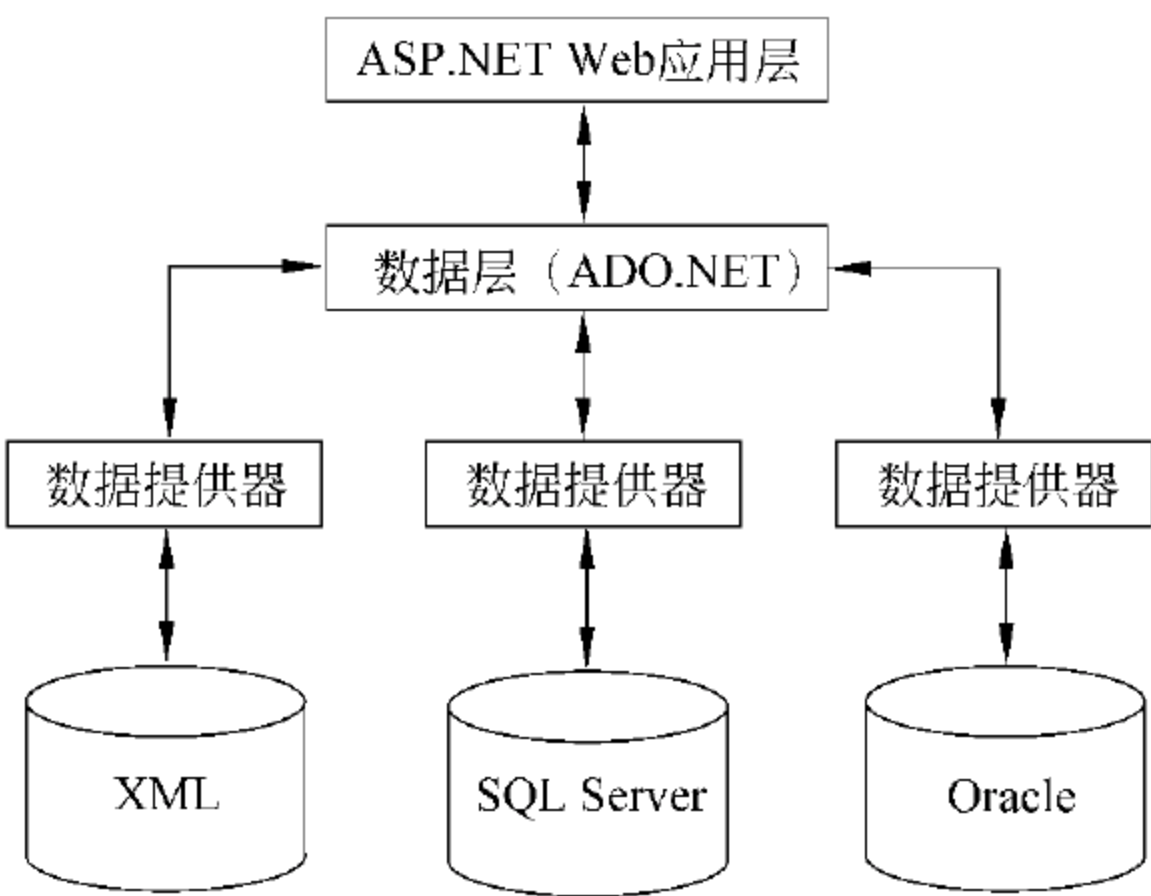 ASP.NET Web应用层
数据层（ADO.NET）
数据提供器
数据提供器
数据提供器
XML
SQL Server
Oracle